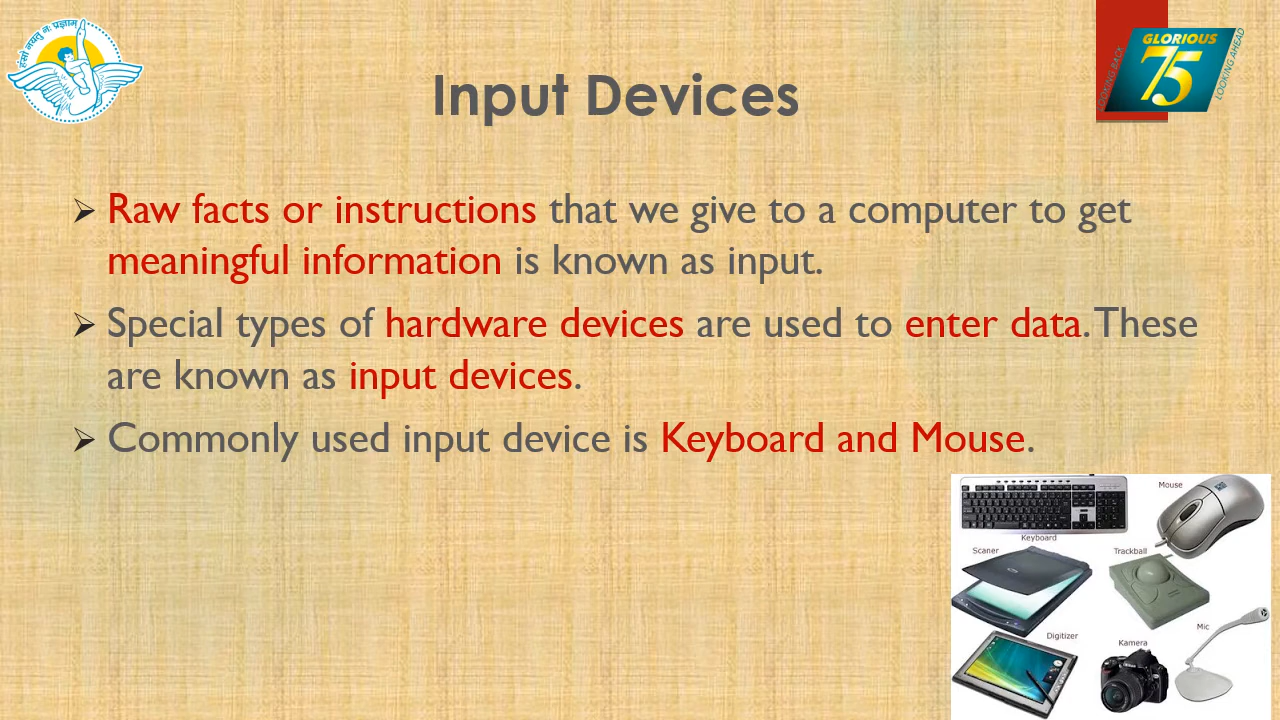 हंसो नयतु नः प्रज्ञाम्
GLORIOUS
75
LOOKING BACK
LOOKING AHEAD
Input Devices
➢ Raw facts or instructions that we give to a computer to get
meaningful information is known as input.
➢ Special types of hardware devices are used to enter data. These
are known as input devices.
➢ Commonly used input device is Keyboard and Mouse.
Mouse
Keyboard
Scaner
Trackball
Digitizer
Kamera
Mic